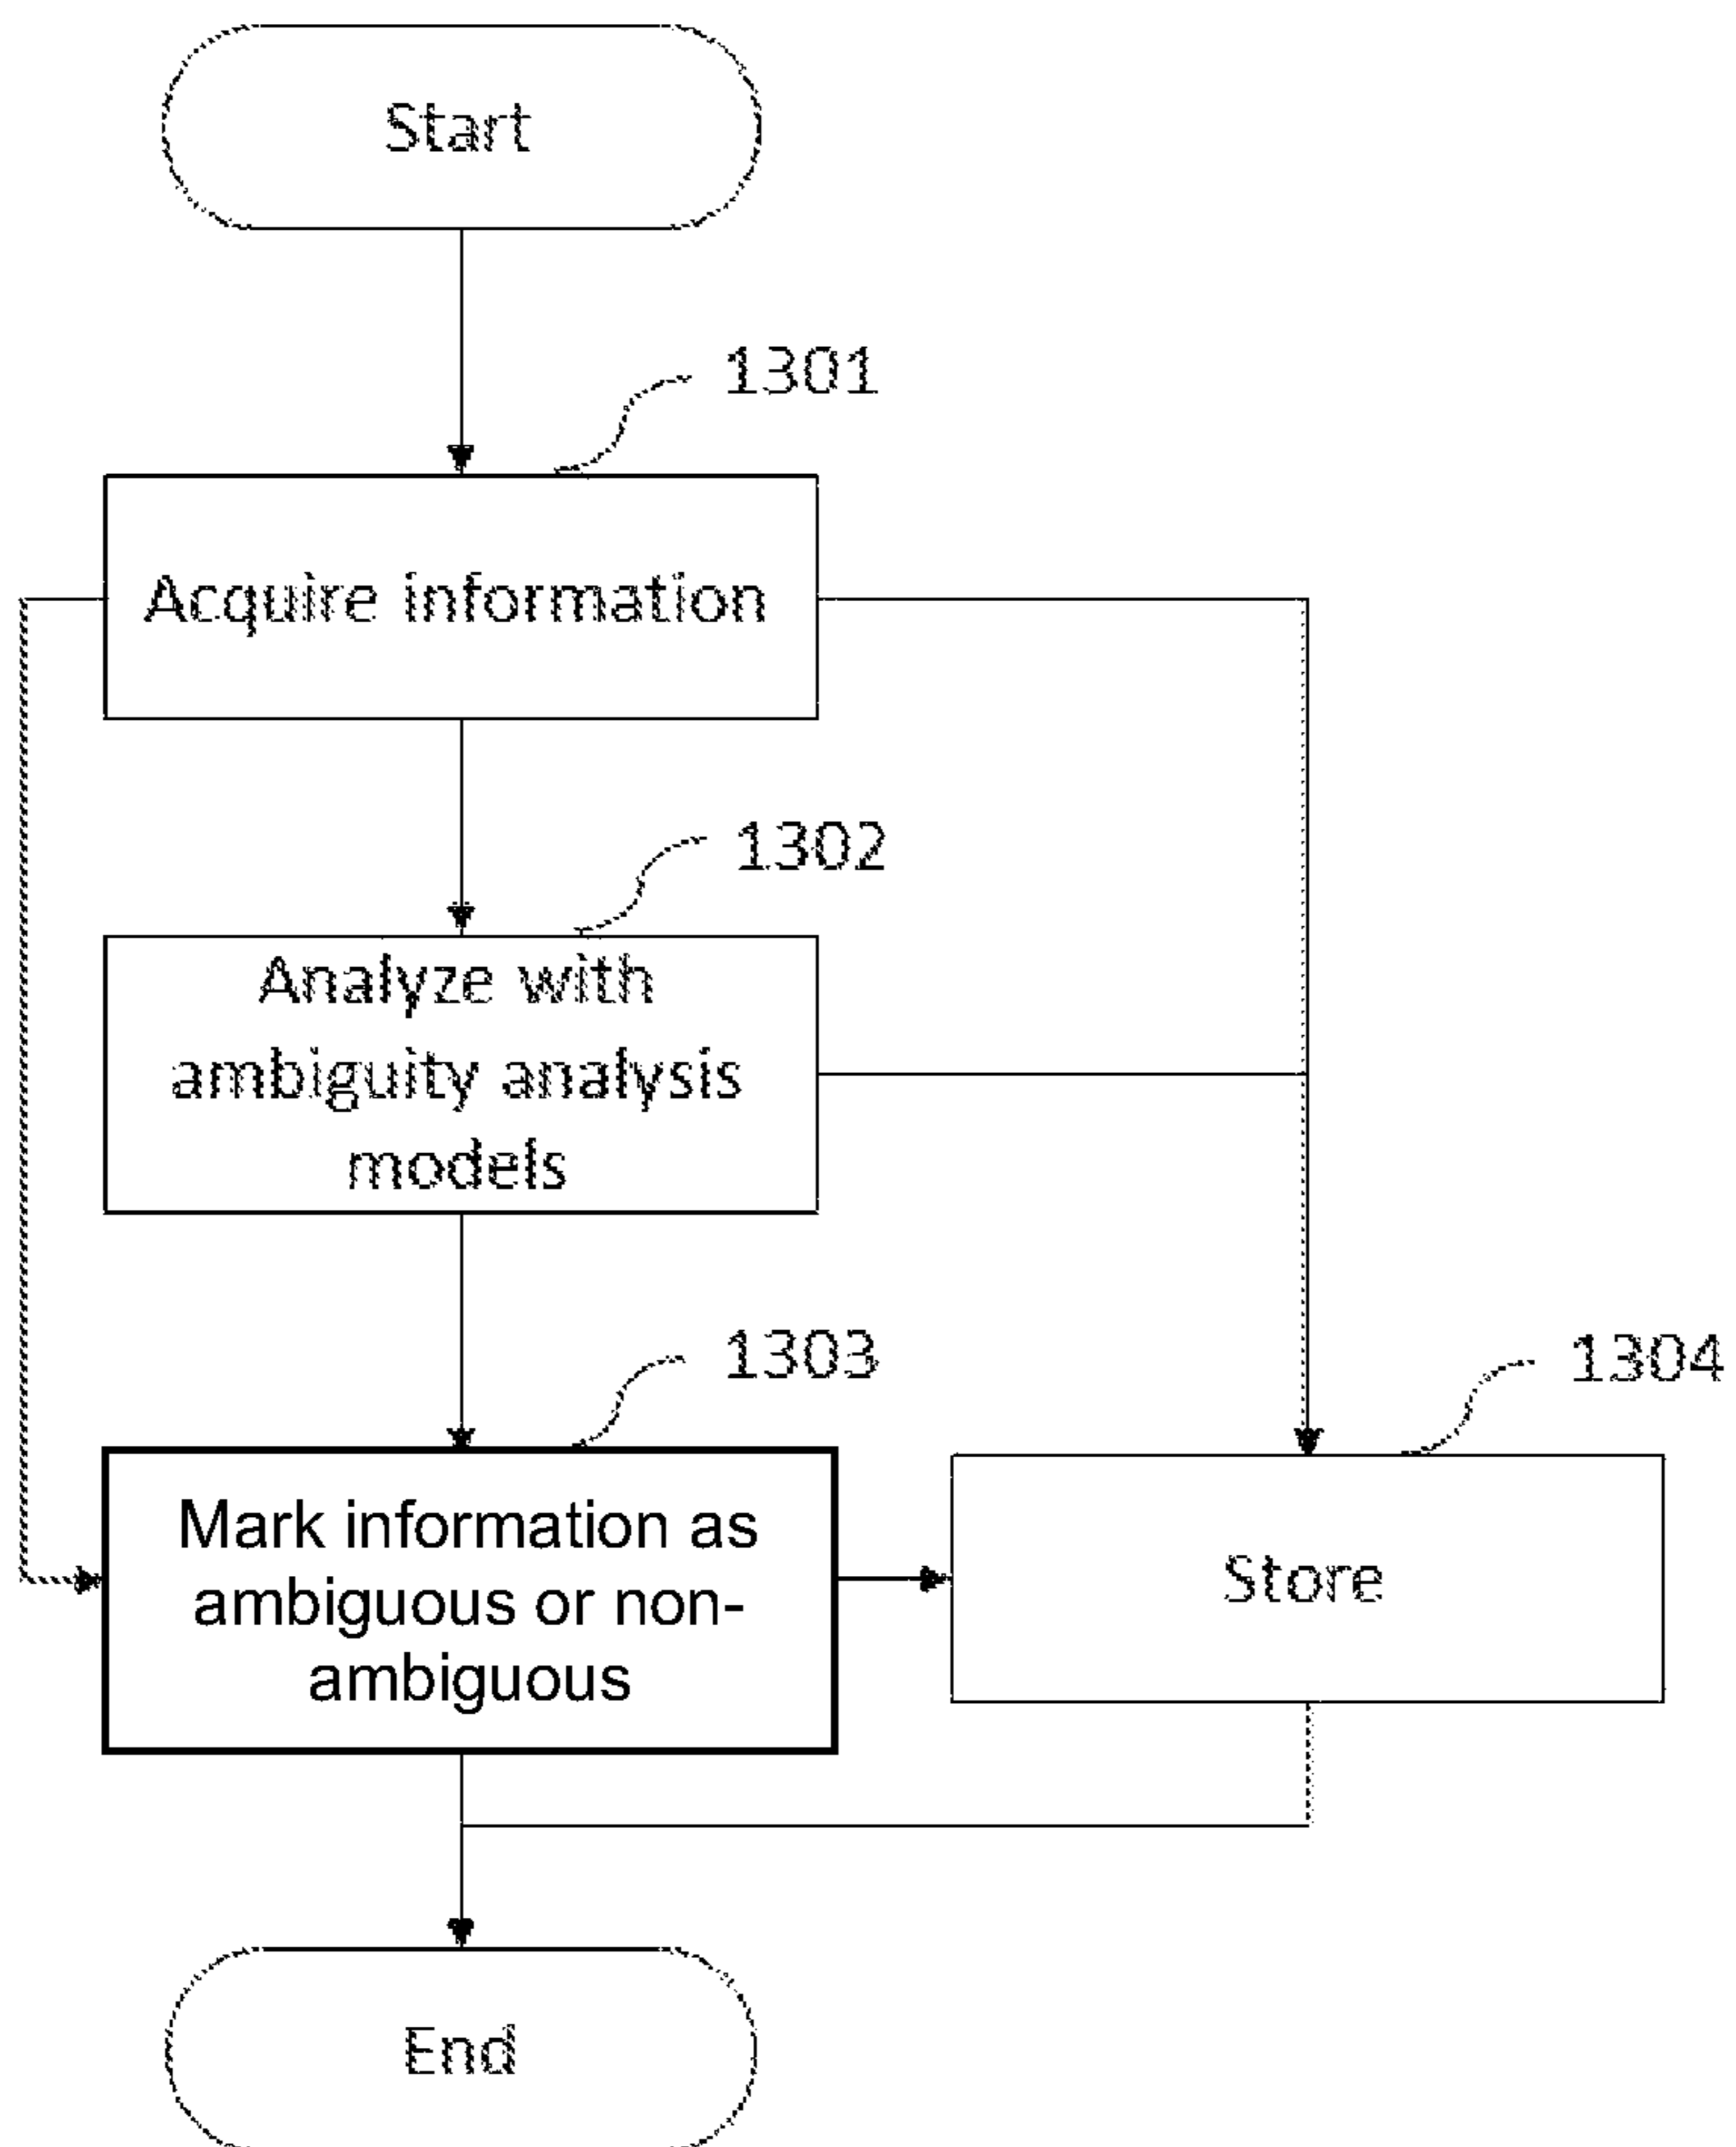 Start
1301
Acquire information
1302
Analyze with
ambiguity analysis
models
1303
1304
Mark information as
ambiguous or non-
ambiguous
Store
End